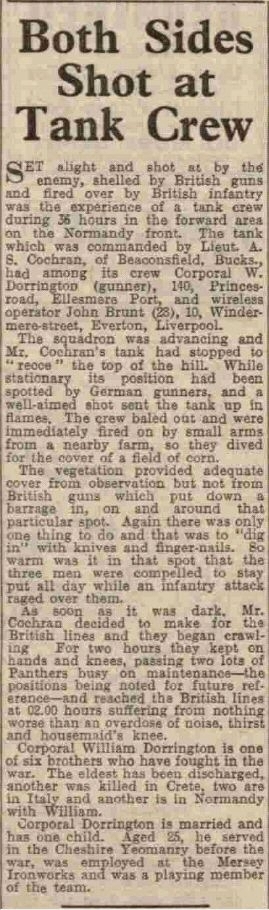 Both Sides
Shot at
Tank Crew
SET alight and shot at by the
enemy, shelled by British guns
and fired over by British infantry
was the experience of a tank crew
during 36 hours in the forward area
on the Normandy front. The tank
which was commanded by Lieut. A.
S. Cochran, of Beaconsfield, Bucks.,
had among its crew Corporal W.
Dorrington (gunner), 140, Princes-
road, Ellesmere Port, and wireless
operator John Brunt (23), 10, Winder-
mere-street, Everton, Liverpool.
The squadron was advancing and
Mr. Cochran's tank had stopped to
"recce" the top of the hill. While
stationary its position had been
spotted by German gunners, and a
well-aimed shot sent the tank up in
flames. The crew baled out and were
immediately fired on by small arms
from a nearby farm, so they dived
for the cover of a field of corn.
The vegetation provided adequate
cover from observation but not from
British guns which put down a
barrage in, on and around that
particular spot. Again there was only
one thing to do and that was to "dig
in" with knives and finger-nails. So
warm was it in that spot that the
three men were compelled to stay
put all day while an infantry attack
raged over them.
As soon as it was dark, Mr.
Cochran decided to make for the
British lines and they began crawl-
ing For two hours they kept on
hands and knees, passing two lots of
Panthers busy on maintenance—the
positions being noted for future ref-
erence—and reached the British lines
at 02.00 hours suffering from nothing
worse than an overdose of noise, thirst
and housemaid's knee.
Corporal William Dorrington is one
of six brothers who have fought in the
war. The eldest has been discharged,
another was killed in Crete, two are
in Italy and another is in Normandy
with William.
Corporal Dorrington is married and
has one child. Aged 25, he served
in the Cheshire Yeomanry before the
war, was employed at the Mersey
Ironworks and was a playing member
of the team.